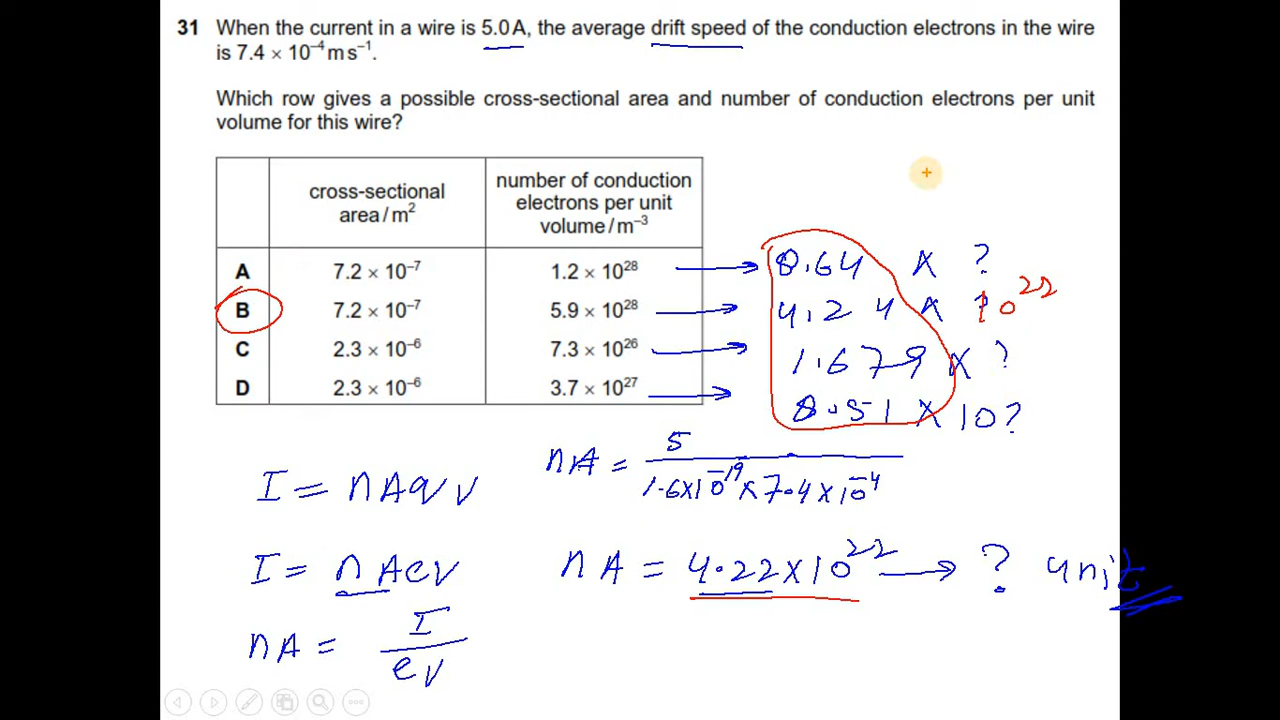 31 When the current in a wire is 5.0 A, the average drift speed of the conduction electrons in the wire
is 7.4 × 10⁻⁴ m s⁻¹.
Which row gives a possible cross-sectional area and number of conduction electrons per unit
volume for this wire?
cross-sectional area / m² number of conduction electrons per unit volume / m⁻³
A 7.2 × 10⁻⁷ 1.2 × 10²⁸ → 8.64 × ?
B 7.2 × 10⁻⁷ 5.9 × 10²⁸ → 4.24 × 10²²
C 2.3 × 10⁻⁶ 7.3 × 10²⁶ → 1.679 × ?
D 2.3 × 10⁻⁶ 3.7 × 10²⁷ → 8.51 × 10?
I = nAqv
nA = 5 / 1.6×10⁻¹⁹ × 7.4×10⁻⁴
I = nAev
nA = 4.22×10²² → ? unit
nA = I / ev